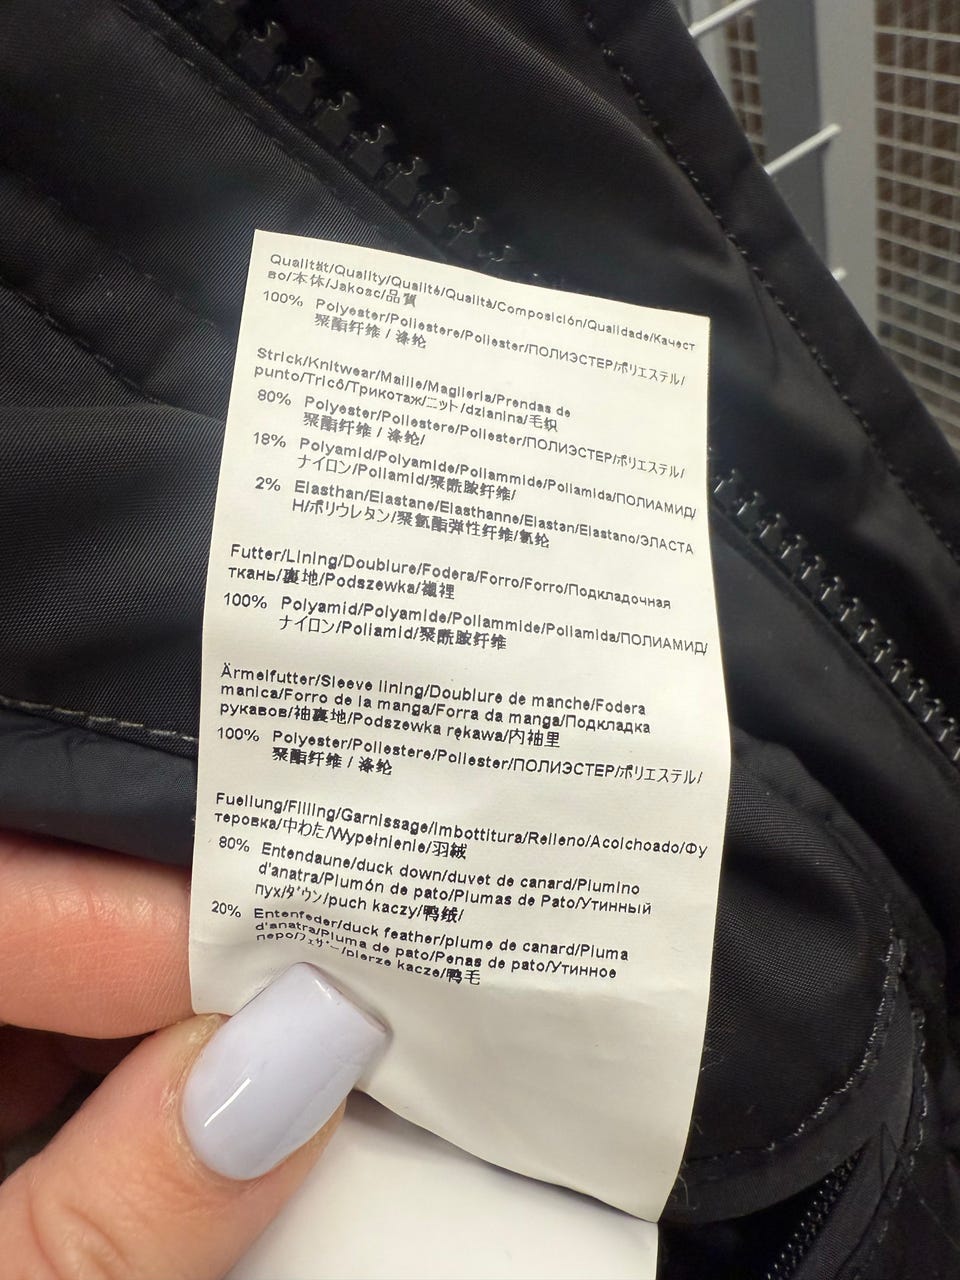 Qualität/Quality/Qualité/Qualità/Composición/Qualidade/Качест
во/本体/Jakosc/品質
100% Polyester/Poliestere/Poliester/ПОЛИЭСТЕР/ポリエステル/
聚酯纤维 / 涤纶
Strick/Knitwear/Maille/Maglieria/Prendas de
punto/Tricô/Трикотаж/ニット/dzianina/毛织
80% Polyester/Poliestere/Poliester/ПОЛИЭСТЕР/ポリエステル/
聚酯纤维 / 涤纶/
18% Polyamid/Polyamide/Poliammide/Poliamida/ПОЛИАМИД/
ナイロン/Poliamid/聚酰胺纤维/
2% Elasthan/Elastane/Elasthanne/Elastan/Elastano/ЭЛАСТА
Н/ポリウレタン/聚氨酯弹性纤维/氨纶
Futter/Lining/Doublure/Fodera/Forro/Forro/Подкладочная
ткань/裏地/Podszewka/襯裡
100% Polyamid/Polyamide/Poliammide/Poliamida/ПОЛИАМИД/
ナイロン/Poliamid/聚酰胺纤维
Ärmelfutter/Sleeve lining/Doublure de manche/Fodera
manica/Forro de la manga/Forra da manga/Подкладка
рукавов/袖裏地/Podszewka rękawa/内袖里
100% Polyester/Poliestere/Poliester/ПОЛИЭСТЕР/ポリエステル/
聚酯纤维 / 涤纶
Fuellung/Filling/Garnissage/Imbottitura/Relleno/Acolchoado/Фу
теровка/中わた/Wypełnienie/羽絨
80% Entendaune/duck down/duvet de canard/Piumino
d'anatra/Plumón de pato/Plumas de Pato/Утинный
пух/ダウン/puch kaczy/鸭绒/
20% Entenfeder/duck feather/plume de canard/Piuma
d'anatra/Pluma de pato/Penas de pato/Утинное
перо/フェザー/pierze kacze/鸭毛